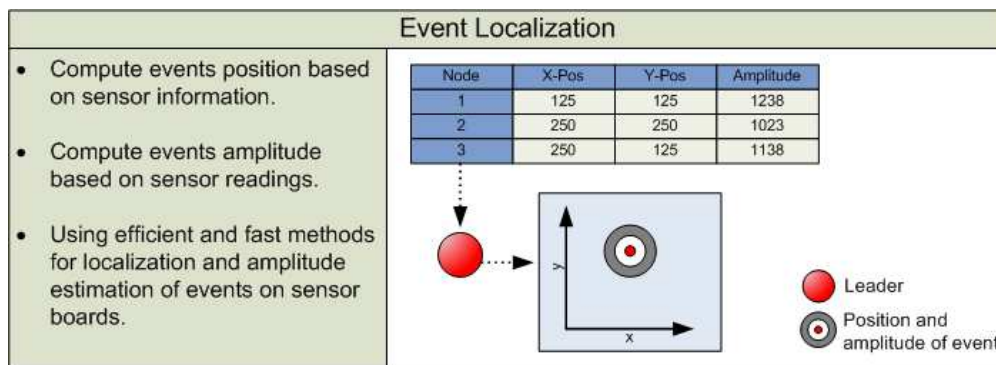 Event Localization
• Compute events position based
on sensor information.
• Compute events amplitude
based on sensor readings.
• Using efficient and fast methods
for localization and amplitude
estimation of events on sensor
boards.
Node X-Pos Y-Pos Amplitude
1 125 125 1238
2 250 250 1023
3 250 125 1138
y
x
Leader
Position and
amplitude of event